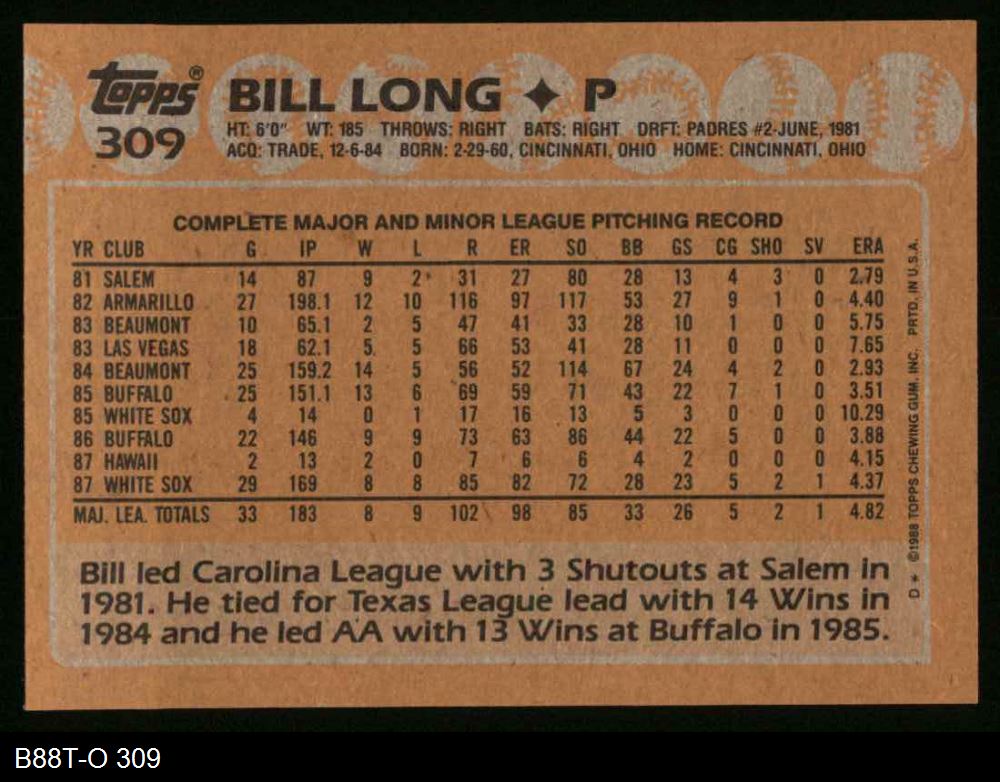 Topps® BILL LONG ✦ P
309
HT: 6'0" WT: 185 THROWS: RIGHT BATS: RIGHT DRFT: PADRES #2-JUNE, 1981
ACQ: TRADE, 12-6-84 BORN: 2-29-60, CINCINNATI, OHIO HOME: CINCINNATI, OHIO
COMPLETE MAJOR AND MINOR LEAGUE PITCHING RECORD
YR CLUB G IP W L R ER SO BB GS CG SHO SV ERA
81 SALEM 14 87 9 2* 31 27 80 28 13 4 3 0 2.79
82 ARMARILLO 27 198.1 12 10 116 97 117 53 27 9 1 0 4.40
83 BEAUMONT 10 65.1 2 5 47 41 33 28 10 1 0 0 5.75
83 LAS VEGAS 18 62.1 5 5 66 53 41 28 11 0 0 0 7.65
84 BEAUMONT 25 159.2 14 5 56 52 114 67 24 4 2 0 2.93
85 BUFFALO 25 151.1 13 6 69 59 71 43 22 7 1 0 3.51
85 WHITE SOX 4 14 0 1 17 16 13 5 3 0 0 0 10.29
86 BUFFALO 22 146 9 9 73 63 86 44 22 5 0 0 3.88
87 HAWAII 2 13 2 0 7 6 6 4 2 0 0 0 4.15
87 WHITE SOX 29 169 8 8 85 82 72 28 23 5 2 1 4.37
MAJ. LEA. TOTALS 33 183 8 9 102 98 85 33 26 5 2 1 4.82
Bill led Carolina League with 3 Shutouts at Salem in
1981. He tied for Texas League lead with 14 Wins in
1984 and he led AA with 13 Wins at Buffalo in 1985.
D* ©1988 TOPPS CHEWING GUM, INC. PRTD. IN U.S.A.
B88T-O 309